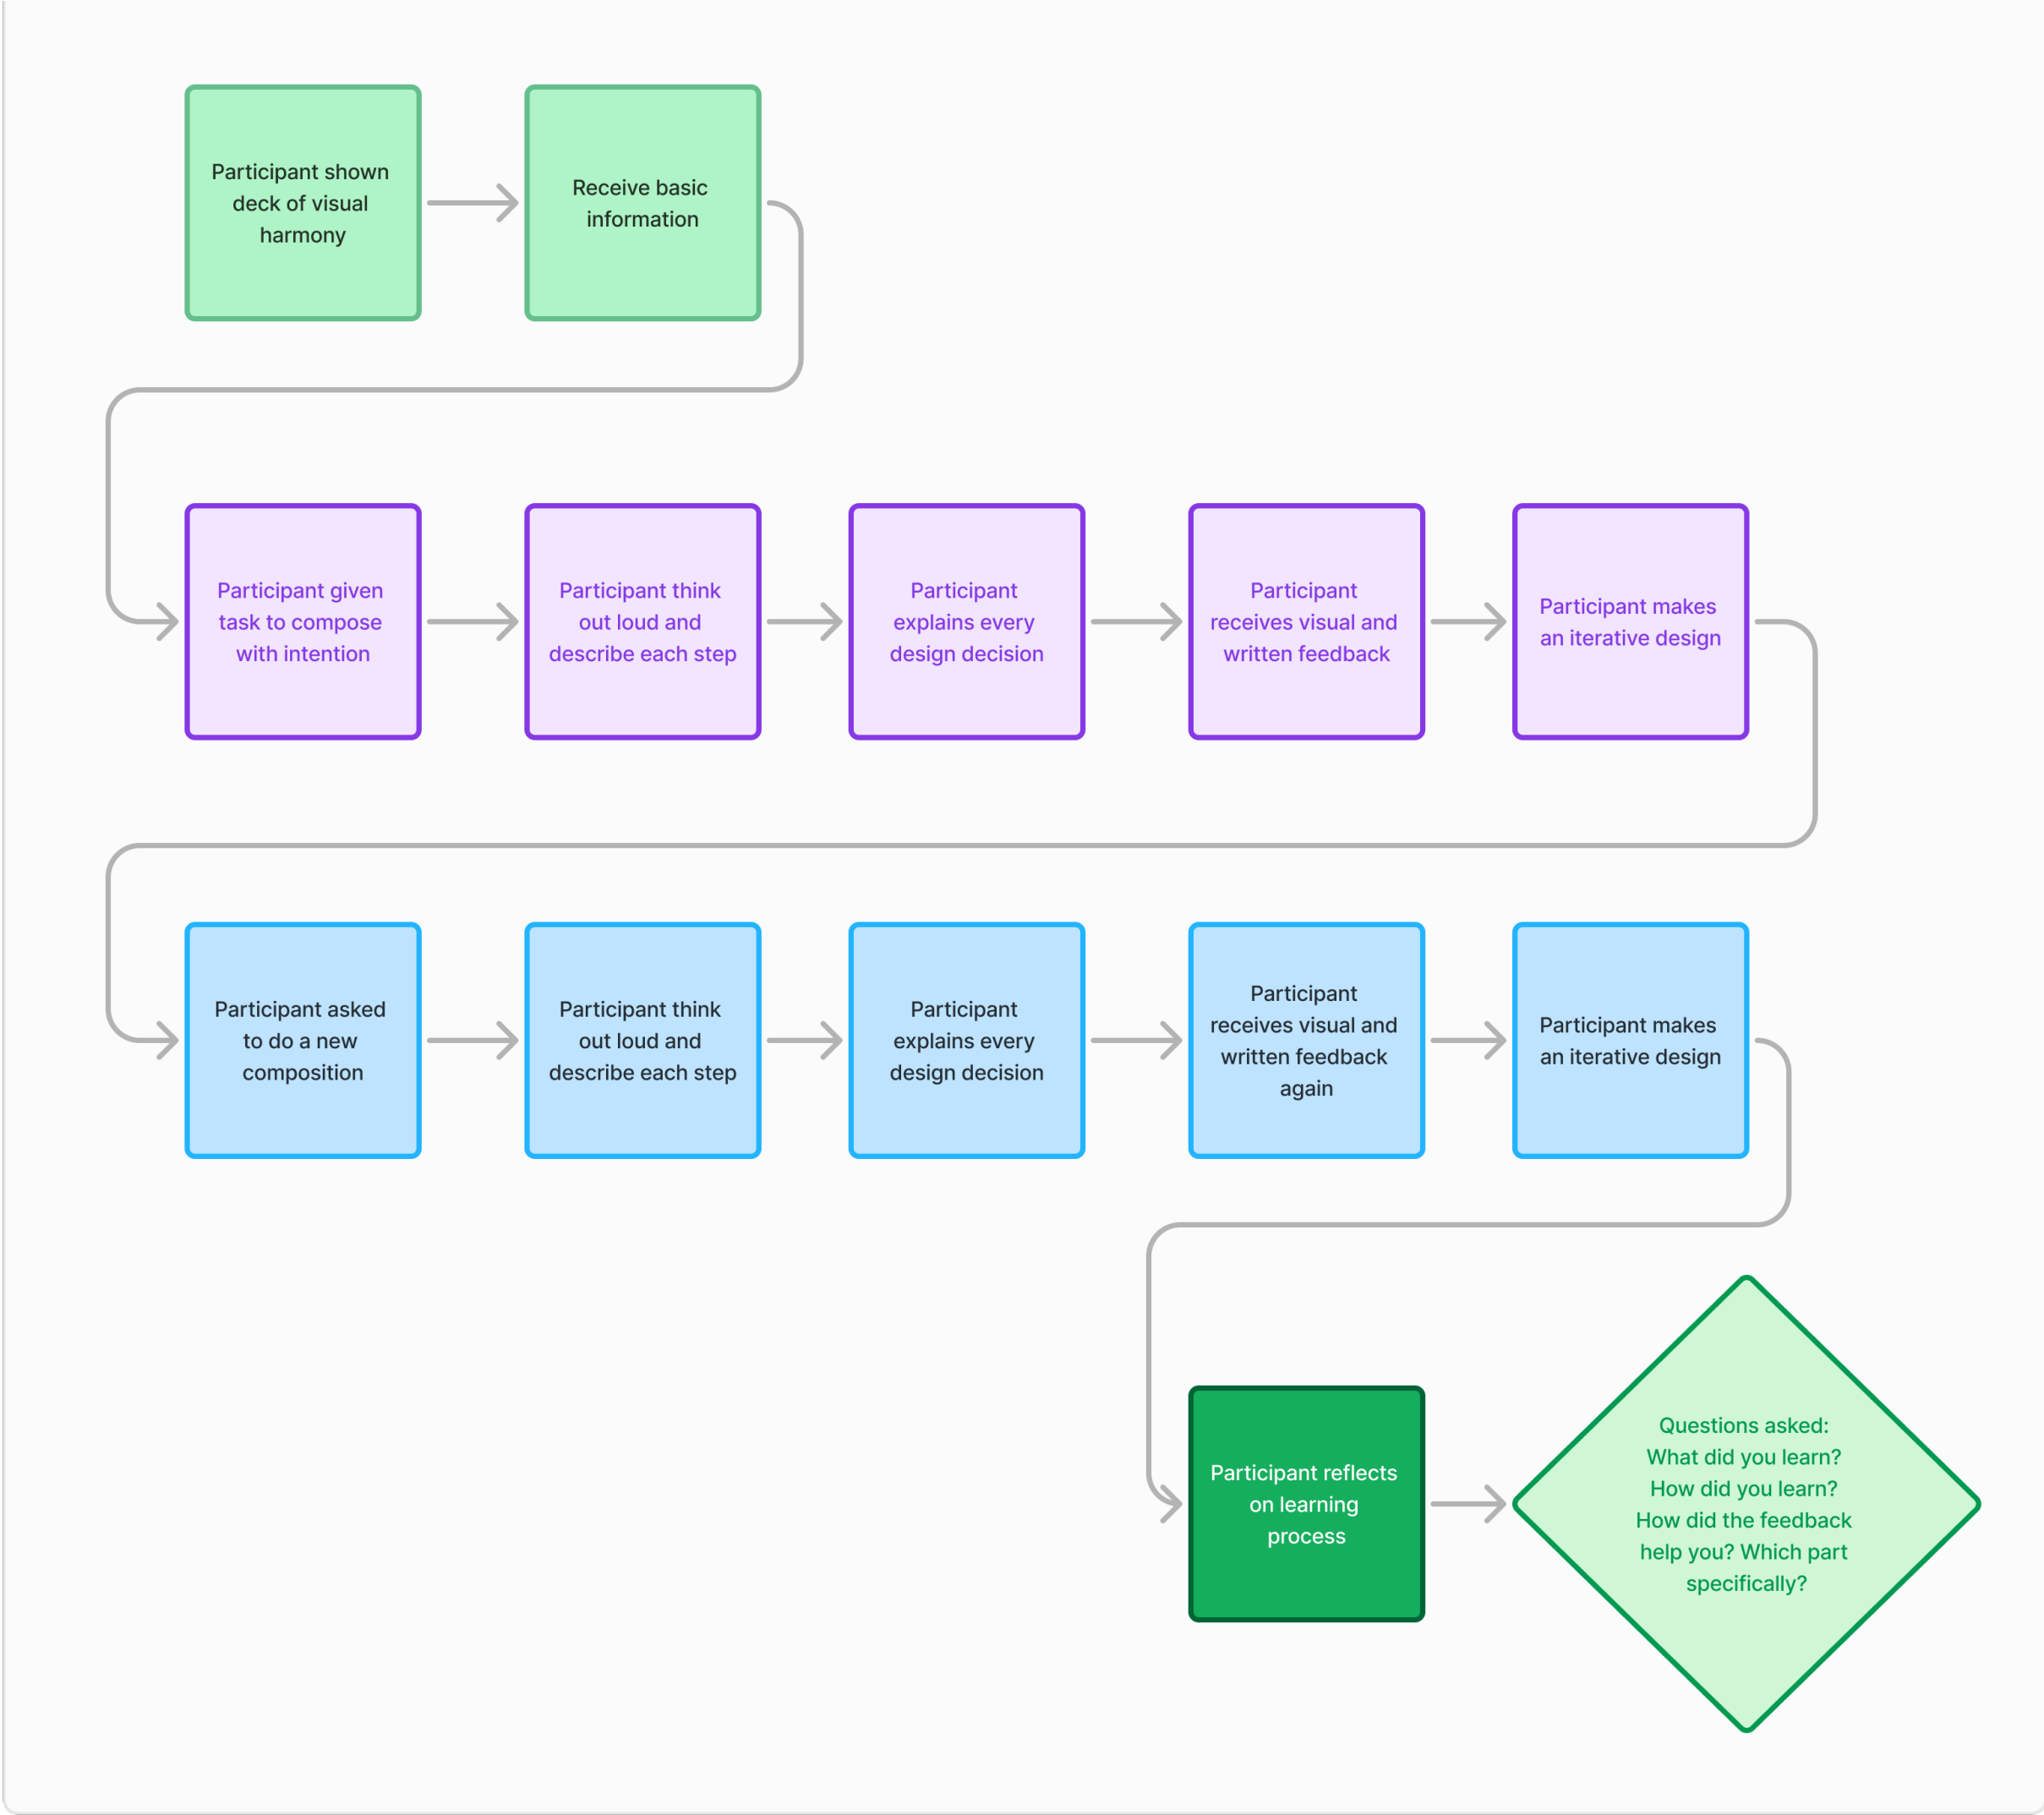 Participant shown
deck of visual
harmony
Receive basic
information
Participant given
task to compose
with intention
Participant think
out loud and
describe each step
Participant
explains every
design decision
Participant
receives visual and
written feedback
Participant makes
an iterative design
Participant asked
to do a new
composition
Participant think
out loud and
describe each step
Participant
explains every
design decision
Participant
receives visual and
written feedback
again
Participant makes
an iterative design
Participant reflects
on learning
process
Questions asked:
What did you learn?
How did you learn?
How did the feedback
help you? Which part
specifically?